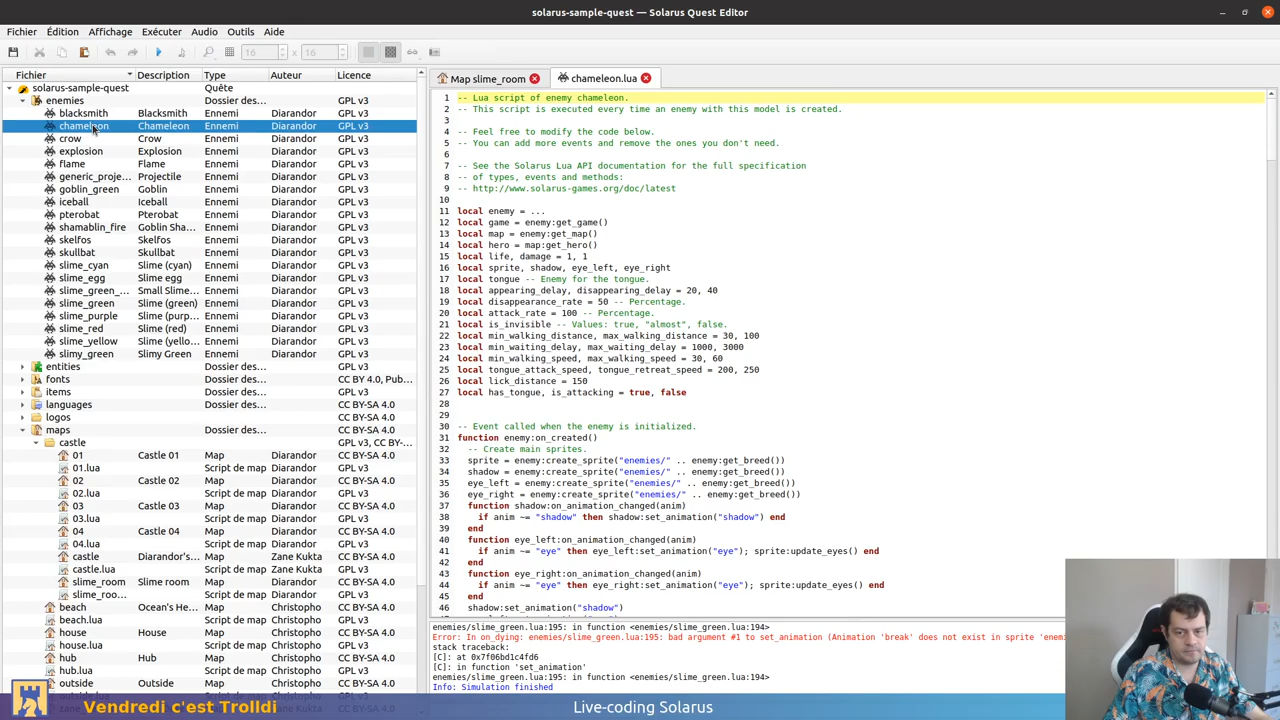 solarus-sample-quest — Solarus Quest Editor
Fichier Édition Affichage Exécuter Audio Outils Aide
16 x 16
Fichier Description Type Auteur Licence
solarus-sample-quest Quête
enemies Dossier des... GPL v3
blacksmith Blacksmith Ennemi Diarandor GPL v3
chameleon Chameleon Ennemi Diarandor GPL v3
crow Crow Ennemi Diarandor GPL v3
explosion Explosion Ennemi Diarandor GPL v3
flame Flame Ennemi Diarandor GPL v3
generic_proje... Projectile Ennemi Diarandor GPL v3
goblin_green Goblin Ennemi Diarandor GPL v3
iceball Iceball Ennemi Diarandor GPL v3
pterobat Pterobat Ennemi Diarandor GPL v3
shamablin_fire Goblin Sha... Ennemi Diarandor GPL v3
skelfos Skelfos Ennemi Diarandor GPL v3
skullbat Skullbat Ennemi Diarandor GPL v3
slime_cyan Slime (cyan) Ennemi Diarandor GPL v3
slime_egg Slime egg Ennemi Diarandor GPL v3
slime_green_... Small Slime... Ennemi Diarandor GPL v3
slime_green Slime (green) Ennemi Diarandor GPL v3
slime_purple Slime (purp... Ennemi Diarandor GPL v3
slime_red Slime (red) Ennemi Diarandor GPL v3
slime_yellow Slime (yello... Ennemi Diarandor GPL v3
slimy_green Slimy Green Ennemi Diarandor GPL v3
entities Dossier des... GPL v3
fonts Dossier des... CC BY 4.0, Pub...
items Dossier des... GPL v3
languages Dossier des... CC BY-SA 4.0
logos CC BY-SA 4.0
maps Dossier des... CC BY-SA 4.0
castle GPL v3, CC BY-...
01 Castle 01 Map Diarandor CC BY-SA 4.0
01.lua Script de map Diarandor GPL v3
02 Castle 02 Map Diarandor CC BY-SA 4.0
02.lua Script de map Diarandor GPL v3
03 Castle 03 Map Diarandor CC BY-SA 4.0
03.lua Script de map Diarandor GPL v3
04 Castle 04 Map Diarandor CC BY-SA 4.0
04.lua Script de map Diarandor GPL v3
castle Diarandor's... Map Zane Kukta CC BY-SA 4.0
castle.lua Script de map Zane Kukta CC BY-SA 4.0
slime_room Slime room Map Diarandor CC BY-SA 4.0
slime_roo... Script de map Diarandor GPL v3
beach Ocean's He... Map Christopho CC BY-SA 4.0
beach.lua Script de map Christopho GPL v3
house House Map Christopho CC BY-SA 4.0
house.lua Script de map Christopho GPL v3
hub Hub Map Christopho CC BY-SA 4.0
hub.lua Script de map Christopho GPL v3
outside Outside Map Christopho CC BY-SA 4.0
Map slime_room chameleon.lua
1 -- Lua script of enemy chameleon.
2 -- This script is executed every time an enemy with this model is created.
3
4 -- Feel free to modify the code below.
5 -- You can add more events and remove the ones you don't need.
6
7 -- See the Solarus Lua API documentation for the full specification
8 -- of types, events and methods:
9 -- http://www.solarus-games.org/doc/latest
10
11 local enemy = ...
12 local game = enemy:get_game()
13 local map = enemy:get_map()
14 local hero = map:get_hero()
15 local life, damage = 1, 1
16 local sprite, shadow, eye_left, eye_right
17 local tongue -- Enemy for the tongue.
18 local appearing_delay, disappearing_delay = 20, 40
19 local disappearance_rate = 50 -- Percentage.
20 local attack_rate = 100 -- Percentage.
21 local is_invisible -- Values: true, "almost", false.
22 local min_walking_distance, max_walking_distance = 30, 100
23 local min_waiting_delay, max_waiting_delay = 1000, 3000
24 local min_walking_speed, max_walking_speed = 30, 60
25 local tongue_attack_speed, tongue_retreat_speed = 200, 250
26 local lick_distance = 150
27 local has_tongue, is_attacking = true, false
28
29
30 -- Event called when the enemy is initialized.
31 function enemy:on_created()
32 -- Create main sprites.
33 sprite = enemy:create_sprite("enemies/" .. enemy:get_breed())
34 shadow = enemy:create_sprite("enemies/" .. enemy:get_breed())
35 eye_left = enemy:create_sprite("enemies/" .. enemy:get_breed())
36 eye_right = enemy:create_sprite("enemies/" .. enemy:get_breed())
37 function shadow:on_animation_changed(anim)
38 if anim ~= "shadow" then shadow:set_animation("shadow") end
39 end
40 function eye_left:on_animation_changed(anim)
41 if anim ~= "eye" then eye_left:set_animation("eye"); sprite:update_eyes() end
42 end
43 function eye_right:on_animation_changed(anim)
44 if anim ~= "eye" then eye_right:set_animation("eye"); sprite:update_eyes() end
45 end
46 shadow:set_animation("shadow")
enemies/slime_green.lua:195: in function <enemies/slime_green.lua:194>
Error: In on_dying: enemies/slime_green.lua:195: bad argument #1 to set_animation (Animation 'break' does not exist in sprite 'enemi
stack traceback:
[C]: at 0x7f06bd1c4fd6
[C]: in function 'set_animation'
enemies/slime_green.lua:195: in function <enemies/slime_green.lua:194>
Info: Simulation finished
Vendredi c'est Trolldi
Live-coding Solarus